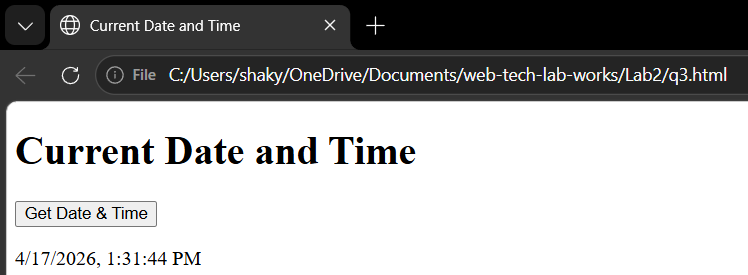 Current Date and Time
File C:/Users/shaky/OneDrive/Documents/web-tech-lab-works/Lab2/q3.html
Current Date and Time
Get Date & Time
4/17/2026, 1:31:44 PM